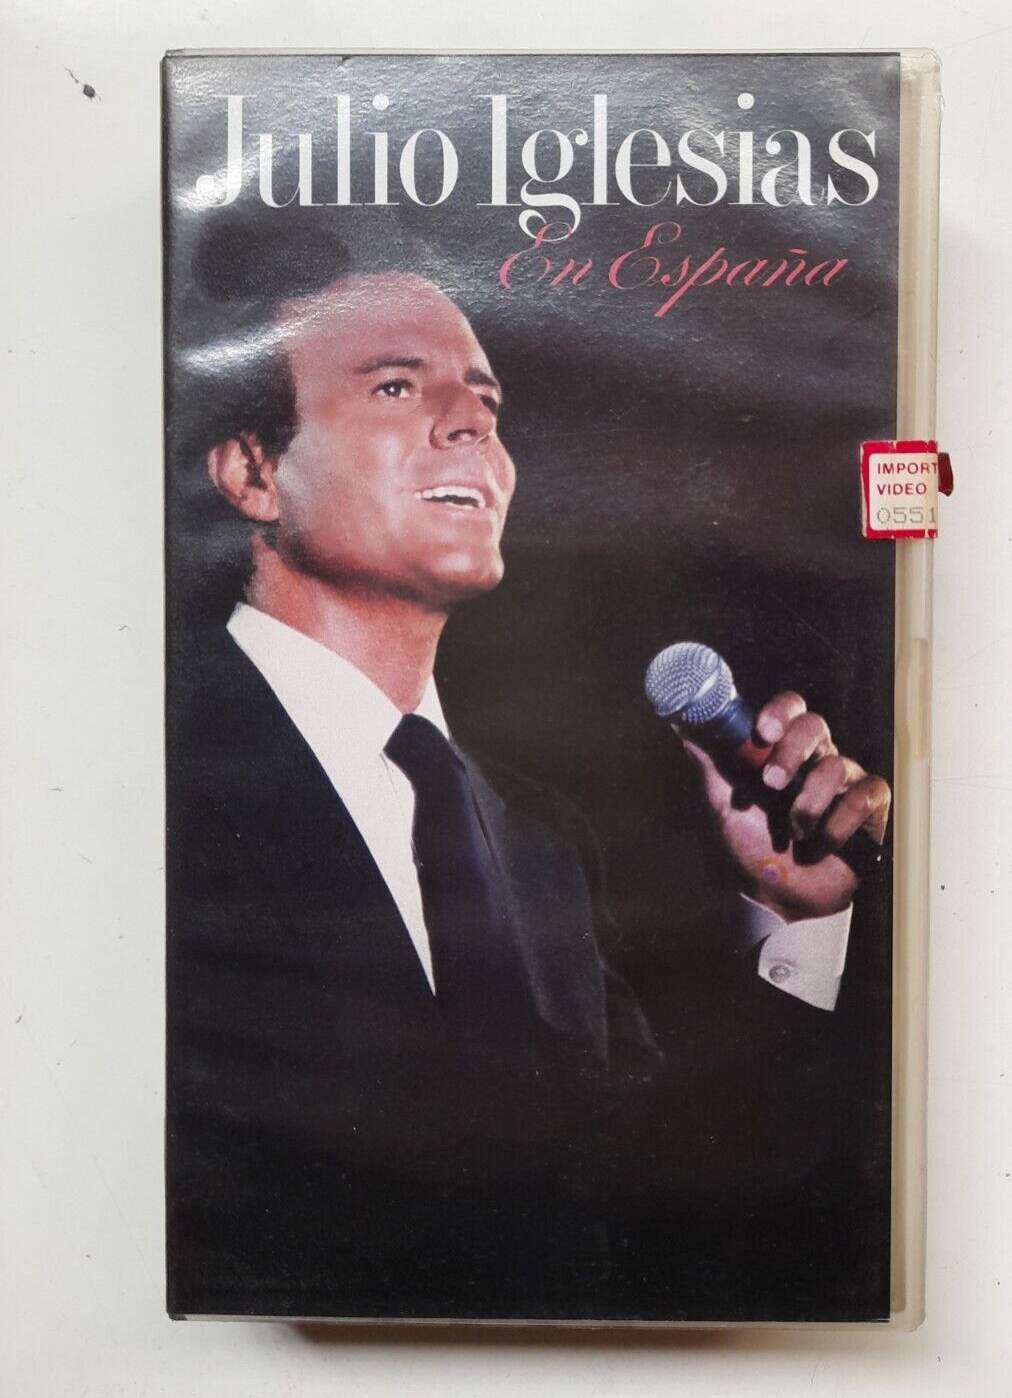 Julio Iglesias
En España
IMPORT
VIDEO
0551